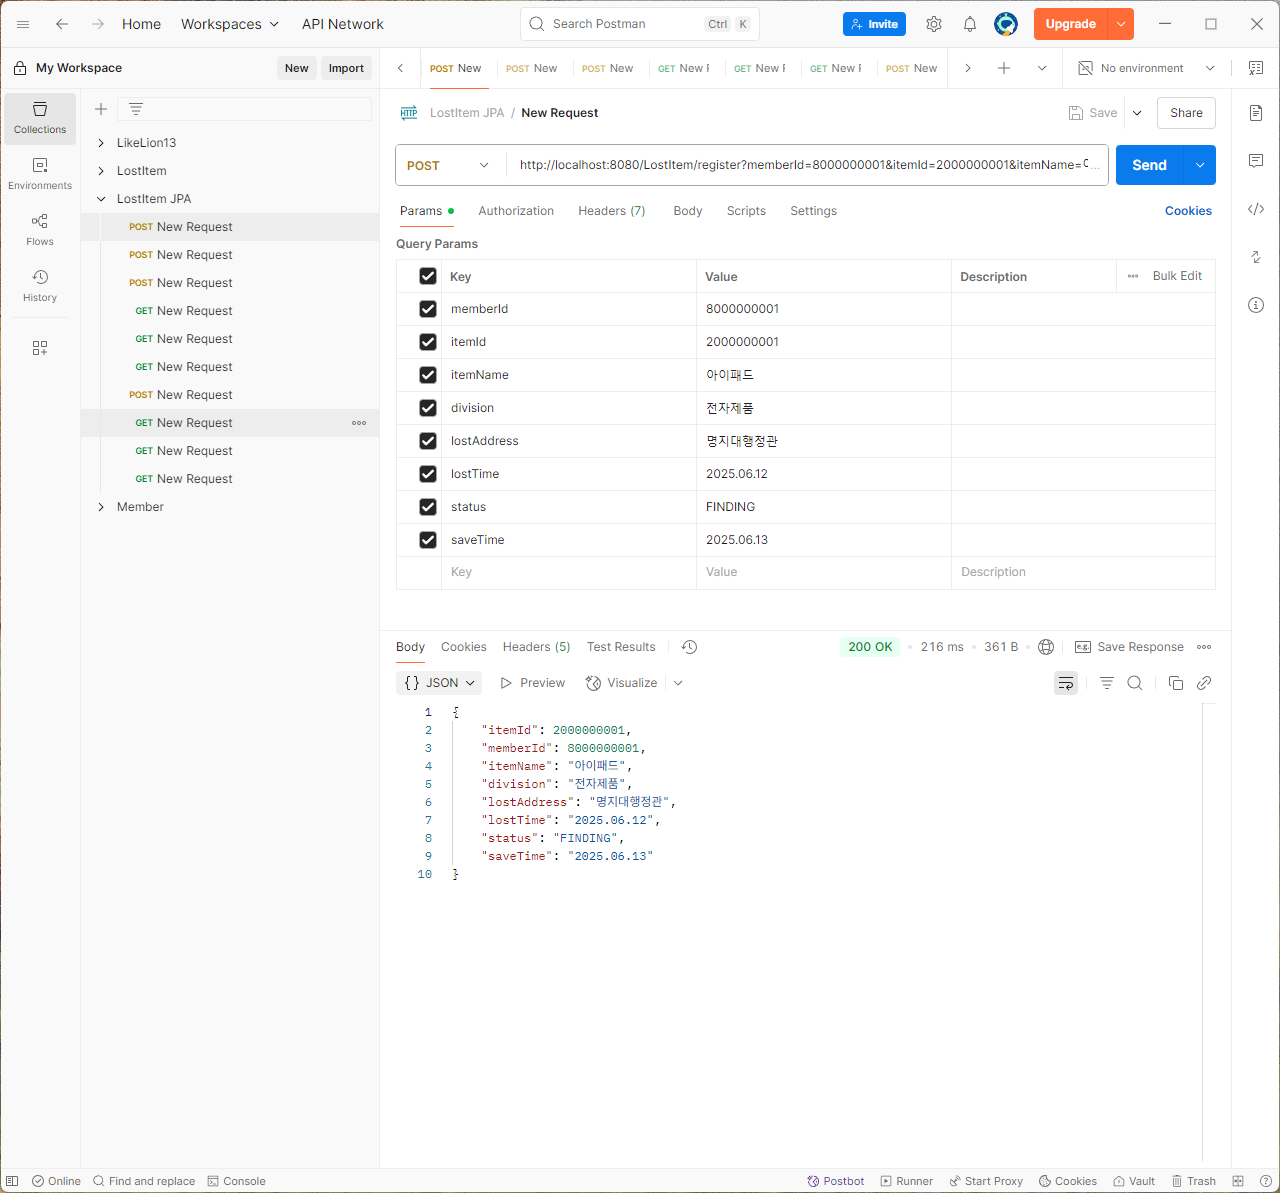 Home Workspaces API Network Search Postman Ctrl K Invite Upgrade
My Workspace New Import POST New POST New POST New GET New GET New GET New POST New No environment
Collections
Environments
Flows
History
LikeLion13
LostItem
LostItem JPA
POST New Request
POST New Request
POST New Request
GET New Request
GET New Request
GET New Request
POST New Request
GET New Request
GET New Request
GET New Request
Member
HTTP LostItem JPA / New Request Save Share
POST http://localhost:8080/LostItem/register?memberId=8000000001&itemId=2000000001&itemName=... Send
Params Authorization Headers (7) Body Scripts Settings Cookies
Query Params
Key Value Description Bulk Edit
memberId 8000000001
itemId 2000000001
itemName 아이패드
division 전자제품
lostAddress 명지대행정관
lostTime 2025.06.12
status FINDING
saveTime 2025.06.13
Key Value Description
Body Cookies Headers (5) Test Results 200 OK 216 ms 361 B e.g. Save Response
{} JSON Preview Visualize
1 {
2 "itemId": 2000000001,
3 "memberId": 8000000001,
4 "itemName": "아이패드",
5 "division": "전자제품",
6 "lostAddress": "명지대행정관",
7 "lostTime": "2025.06.12",
8 "status": "FINDING",
9 "saveTime": "2025.06.13"
10 }
Online Find and replace Console Postbot Runner Start Proxy Cookies Vault Trash